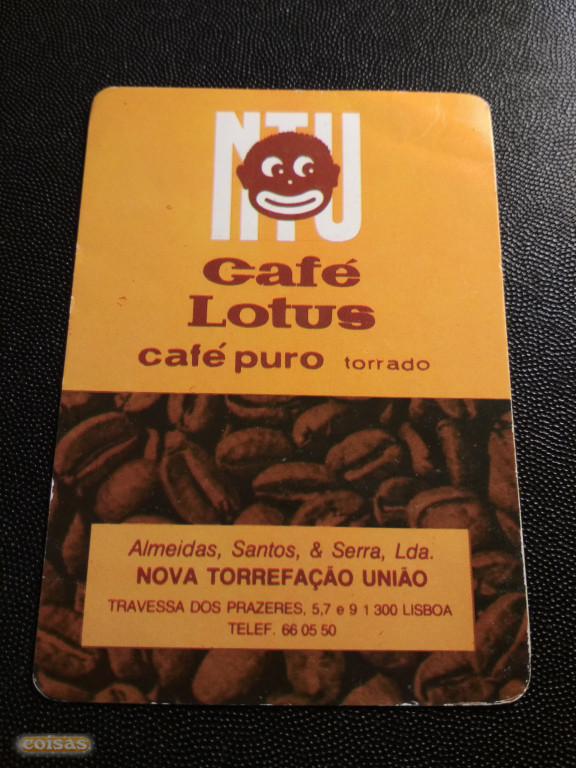 NTU
Café
Lotus
café puro torrado
Almeidas, Santos, & Serra, Lda.
NOVA TORREFAÇÃO UNIÃO
TRAVESSA DOS PRAZERES, 5,7 e 9 1 300 LISBOA
TELEF. 66 05 50
coisas